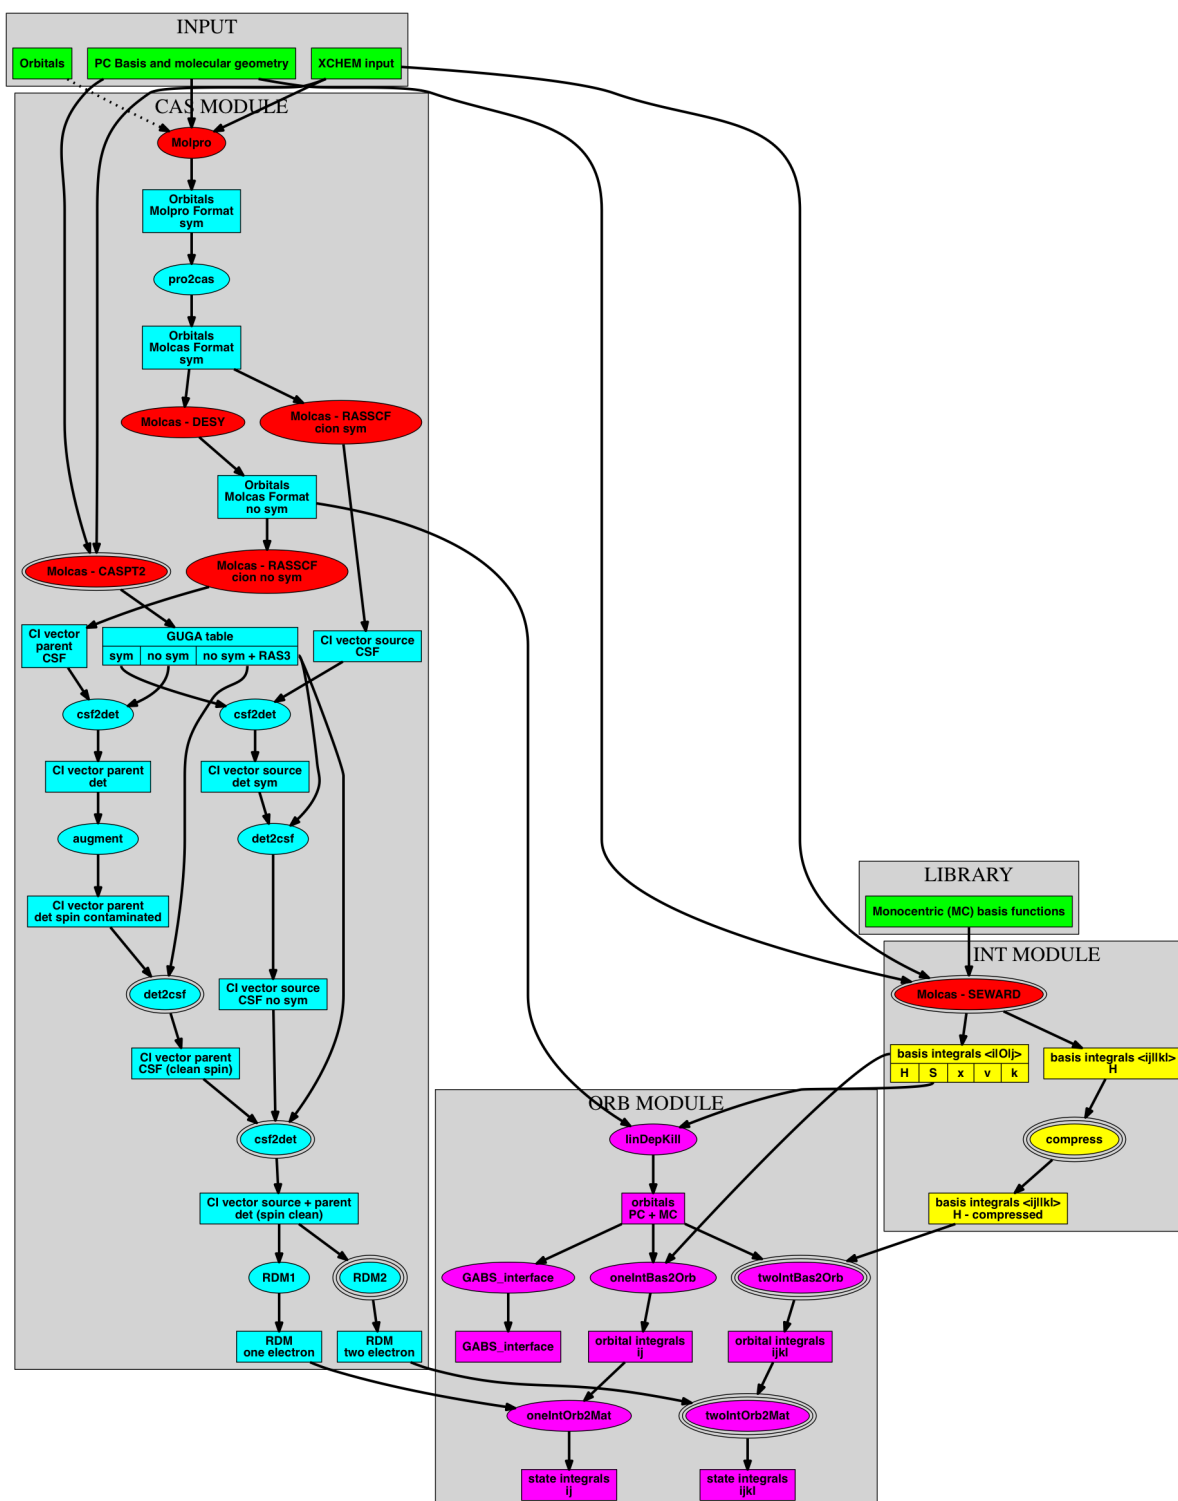 INPUT
Orbitals
PC Basis and molecular geometry
XCHEM input
CAS MODULE
Molpro
Orbitals
Molpro Format
sym
pro2cas
Orbitals
Molcas Format
sym
Molcas - DESY
Molcas - RASSCF
cion sym
Orbitals
Molcas Format
no sym
Molcas - CASPT2
Molcas - RASSCF
cion no sym
CI vector
parent
CSF
GUGA table
sym
no sym
no sym + RAS3
CI vector source
CSF
csf2det
csf2det
CI vector parent
det
CI vector source
det sym
augment
det2csf
CI vector parent
det spin contaminated
det2csf
CI vector source
CSF no sym
CI vector parent
CSF (clean spin)
csf2det
CI vector source + parent
det (spin clean)
RDM1
RDM2
RDM
one electron
RDM
two electron
LIBRARY
Monocentric (MC) basis functions
INT MODULE
Molcas - SEWARD
basis integrals <ilOlj>
H
S
x
v
k
basis integrals <ijllkl>
H
compress
basis integrals <ijllkl>
H - compressed
ORB MODULE
linDepKill
orbitals
PC + MC
GABS_interface
oneIntBas2Orb
twoIntBas2Orb
GABS_interface
orbital integrals
ij
orbital integrals
ijkl
oneIntOrb2Mat
twoIntOrb2Mat
state integrals
ij
state integrals
ijkl